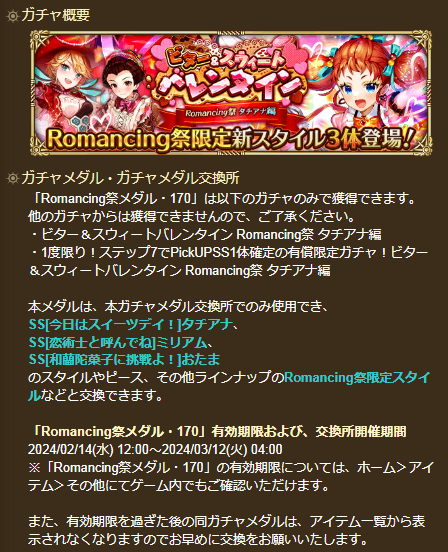 ガチャ概要
ビター&スウィート
バレンタイン
Romancing祭 タチアナ編
Romancing祭限定新スタイル3体登場!
ガチャメダル・ガチャメダル交換所
「Romancing祭メダル・170」は以下のガチャのみで獲得できます。
他のガチャからは獲得できませんので、ご了承ください。
・ビター＆スウィートバレンタイン Romancing祭 タチアナ編
・1度限り！ステップ7でPickUPSS1体確定の有償限定ガチャ！ビター
＆スウィートバレンタイン Romancing祭 タチアナ編
本メダルは、本ガチャメダル交換所でのみ使用でき、
SS[今日はスイーツデイ！]タチアナ、
SS[恋術士と呼んでね]ミリアム、
SS[和蘭陀菓子に挑戦よ！]おたま
のスタイルやピース、その他ラインナップのRomancing祭限定スタイ
ルなどと交換できます。
「Romancing祭メダル・170」有効期限および、交換所開催期間
2024/02/14(水) 12:00～2024/03/12(火) 04:00
※「Romancing祭メダル・170」の有効期限については、ホーム＞アイ
テム＞その他にてゲーム内でもご確認いただけます。
また、有効期限を過ぎた後の同ガチャメダルは、アイテム一覧から表
示されなくなりますのでお早めに交換をお願いいたします。